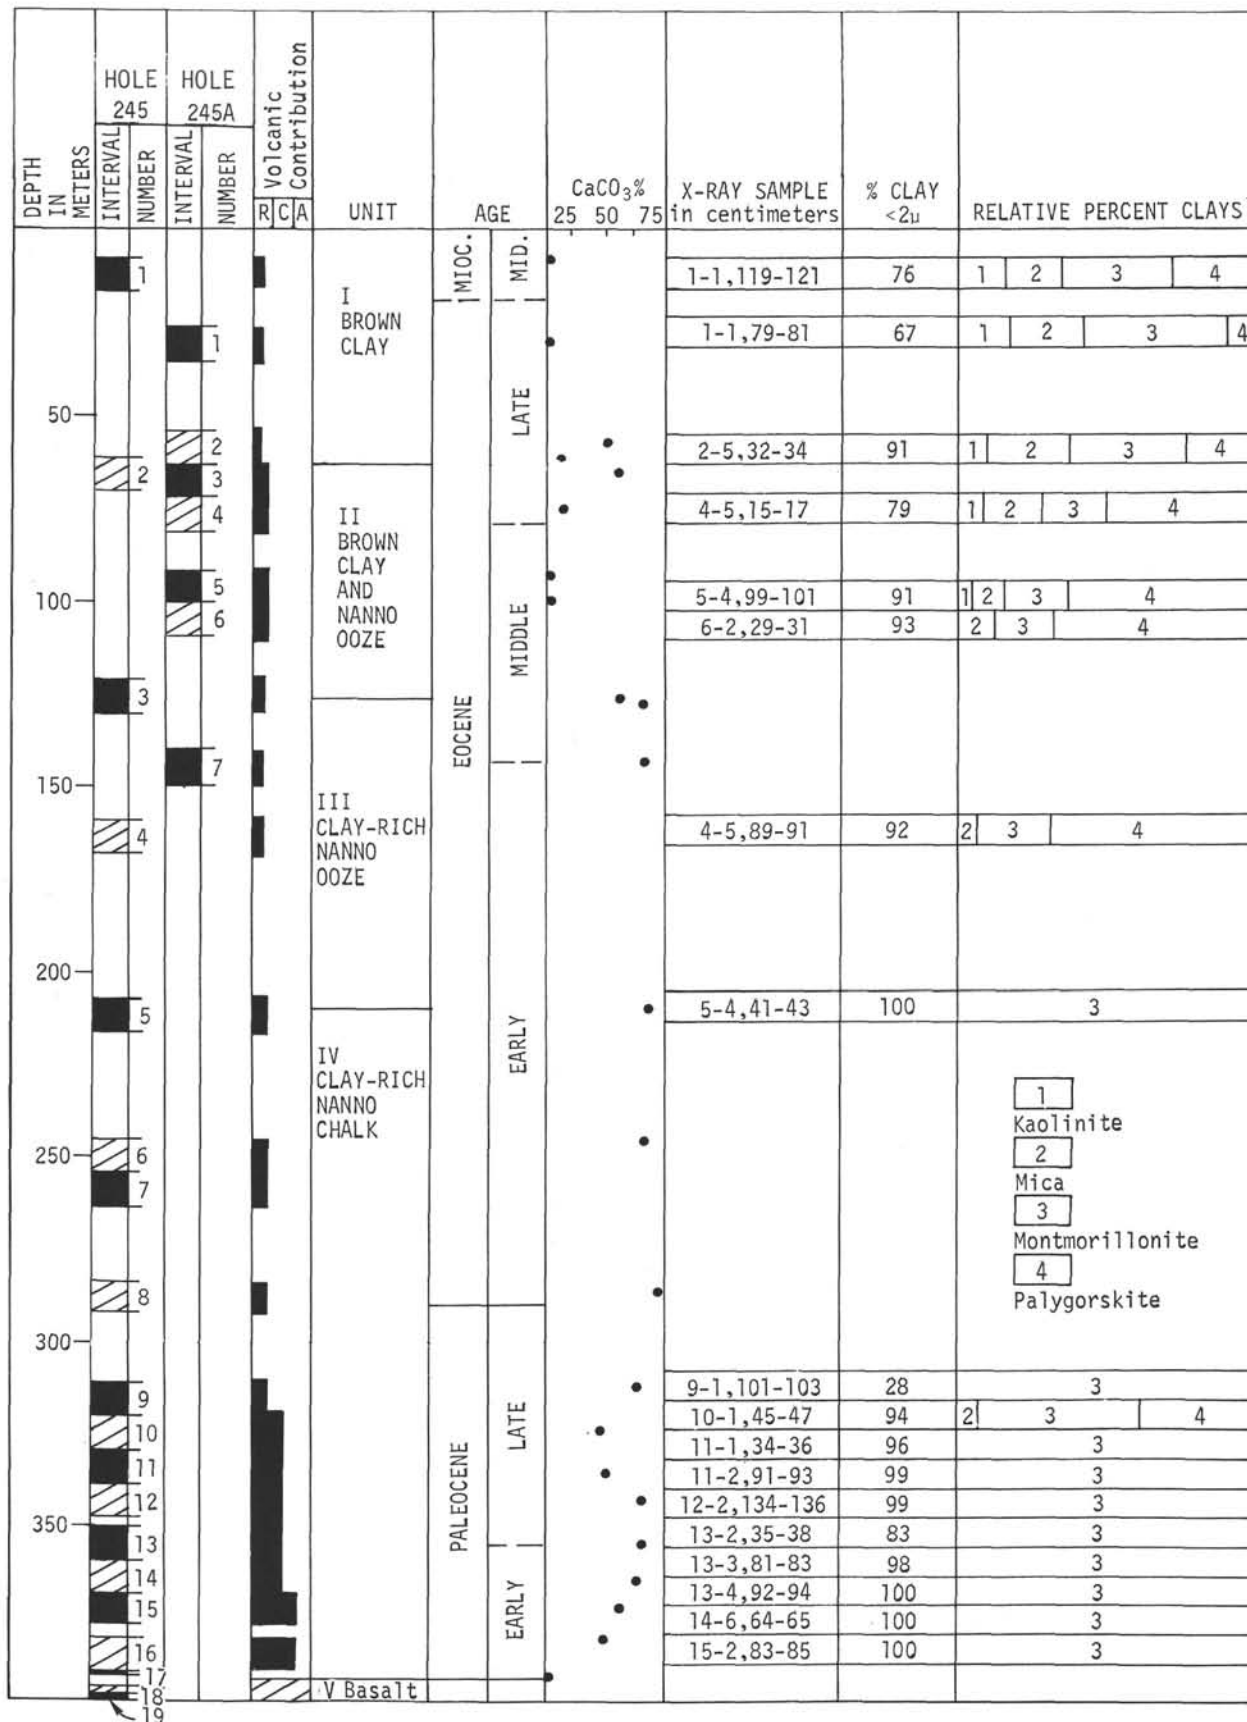 HOLE 245
HOLE 245A
DEPTH IN METERS
INTERVAL
NUMBER
INTERVAL
NUMBER
Volcanic Contribution
R C A
UNIT
AGE
CaCO₃%
25 50 75
X-RAY SAMPLE in centimeters
% CLAY <2μ
RELATIVE PERCENT CLAYS
50
100
150
200
250
300
350
1
2
3
4
5
6
7
8
9
10
11
12
13
14
15
16
17
18
19
1
2
3
4
5
6
7
I
BROWN
CLAY
II
BROWN
CLAY
AND
NANNO
OOZE
III
CLAY-RICH
NANNO
OOZE
IV
CLAY-RICH
NANNO
CHALK
V Basalt
MIOC.
EOCENE
PALEOCENE
MID.
LATE
MIDDLE
EARLY
LATE
EARLY
1-1,119-121 76 1 2 3 4
1-1,79-81 67 1 2 3 4
2-5,32-34 91 1 2 3 4
4-5,15-17 79 1 2 3 4
5-4,99-101 91 1 2 3 4
6-2,29-31 93 2 3 4
4-5,89-91 92 2 3 4
5-4,41-43 100 3
1
Kaolinite
2
Mica
3
Montmorillonite
4
Palygorskite
9-1,101-103 28 3
10-1,45-47 94 2 3 4
11-1,34-36 96 3
11-2,91-93 99 3
12-2,134-136 99 3
13-2,35-38 83 3
13-3,81-83 98 3
13-4,92-94 100 3
14-6,64-65 100 3
15-2,83-85 100 3